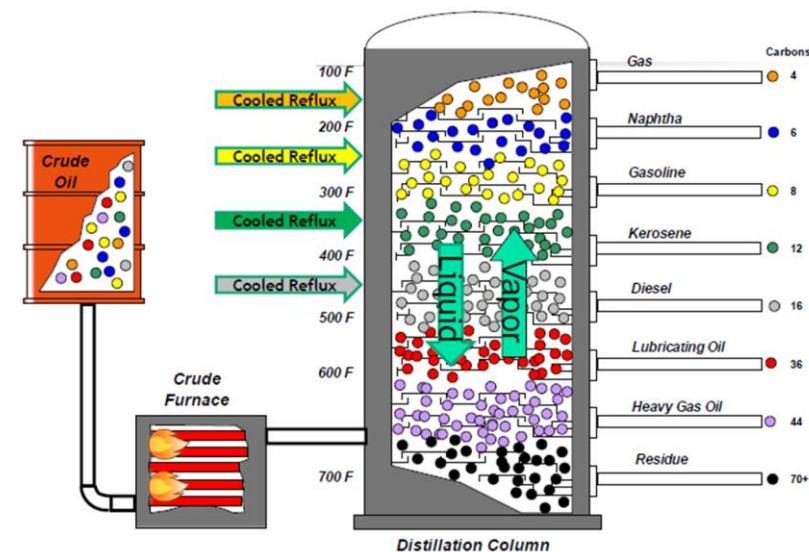 Carbons
Gas
100 F
4
Cooled Reflux
Naphtha
200 F
6
Cooled Reflux
Crude
Oil
Gasoline
300 F
8
Cooled Reflux
Kerosene
400 F
12
Liquid
Vapor
Cooled Reflux
Diesel
500 F
16
Lubricating Oil
600 F
36
Crude
Furnace
Heavy Gas Oil
44
Residue
700 F
70+
Distillation Column